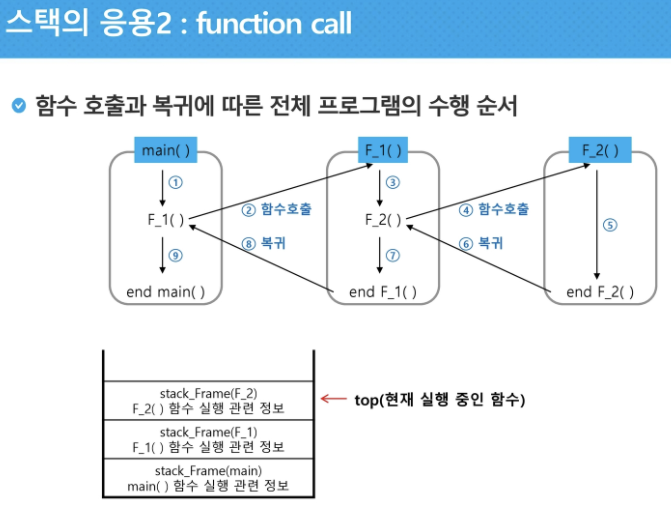 스택의 응용2 : function call
함수 호출과 복귀에 따른 전체 프로그램의 수행 순서
main( )
F_1( )
F_2( )
①
③
② 함수호출
④ 함수호출
⑤
F_1( )
F_2( )
⑧ 복귀
⑥ 복귀
⑨
⑦
end main( )
end F_1( )
end F_2( )
stack_Frame(F_2)
F_2( ) 함수 실행 관련 정보
top(현재 실행 중인 함수)
stack_Frame(F_1)
F_1( ) 함수 실행 관련 정보
stack_Frame(main)
main( ) 함수 실행 관련 정보